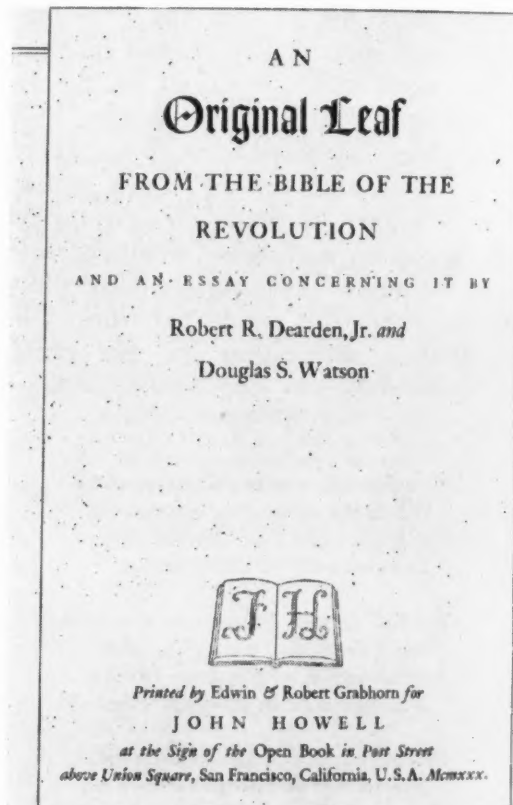 AN
Original Leaf
FROM THE BIBLE OF THE
REVOLUTION
AND AN ESSAY CONCERNING IT BY
Robert R. Dearden, Jr. and
Douglas S. Watson
JH
Printed by Edwin & Robert Grabhorn for
JOHN HOWELL
at the Sign of the Open Book in Post Street
above Union Square, San Francisco, California, U.S.A. Mcmxxx.